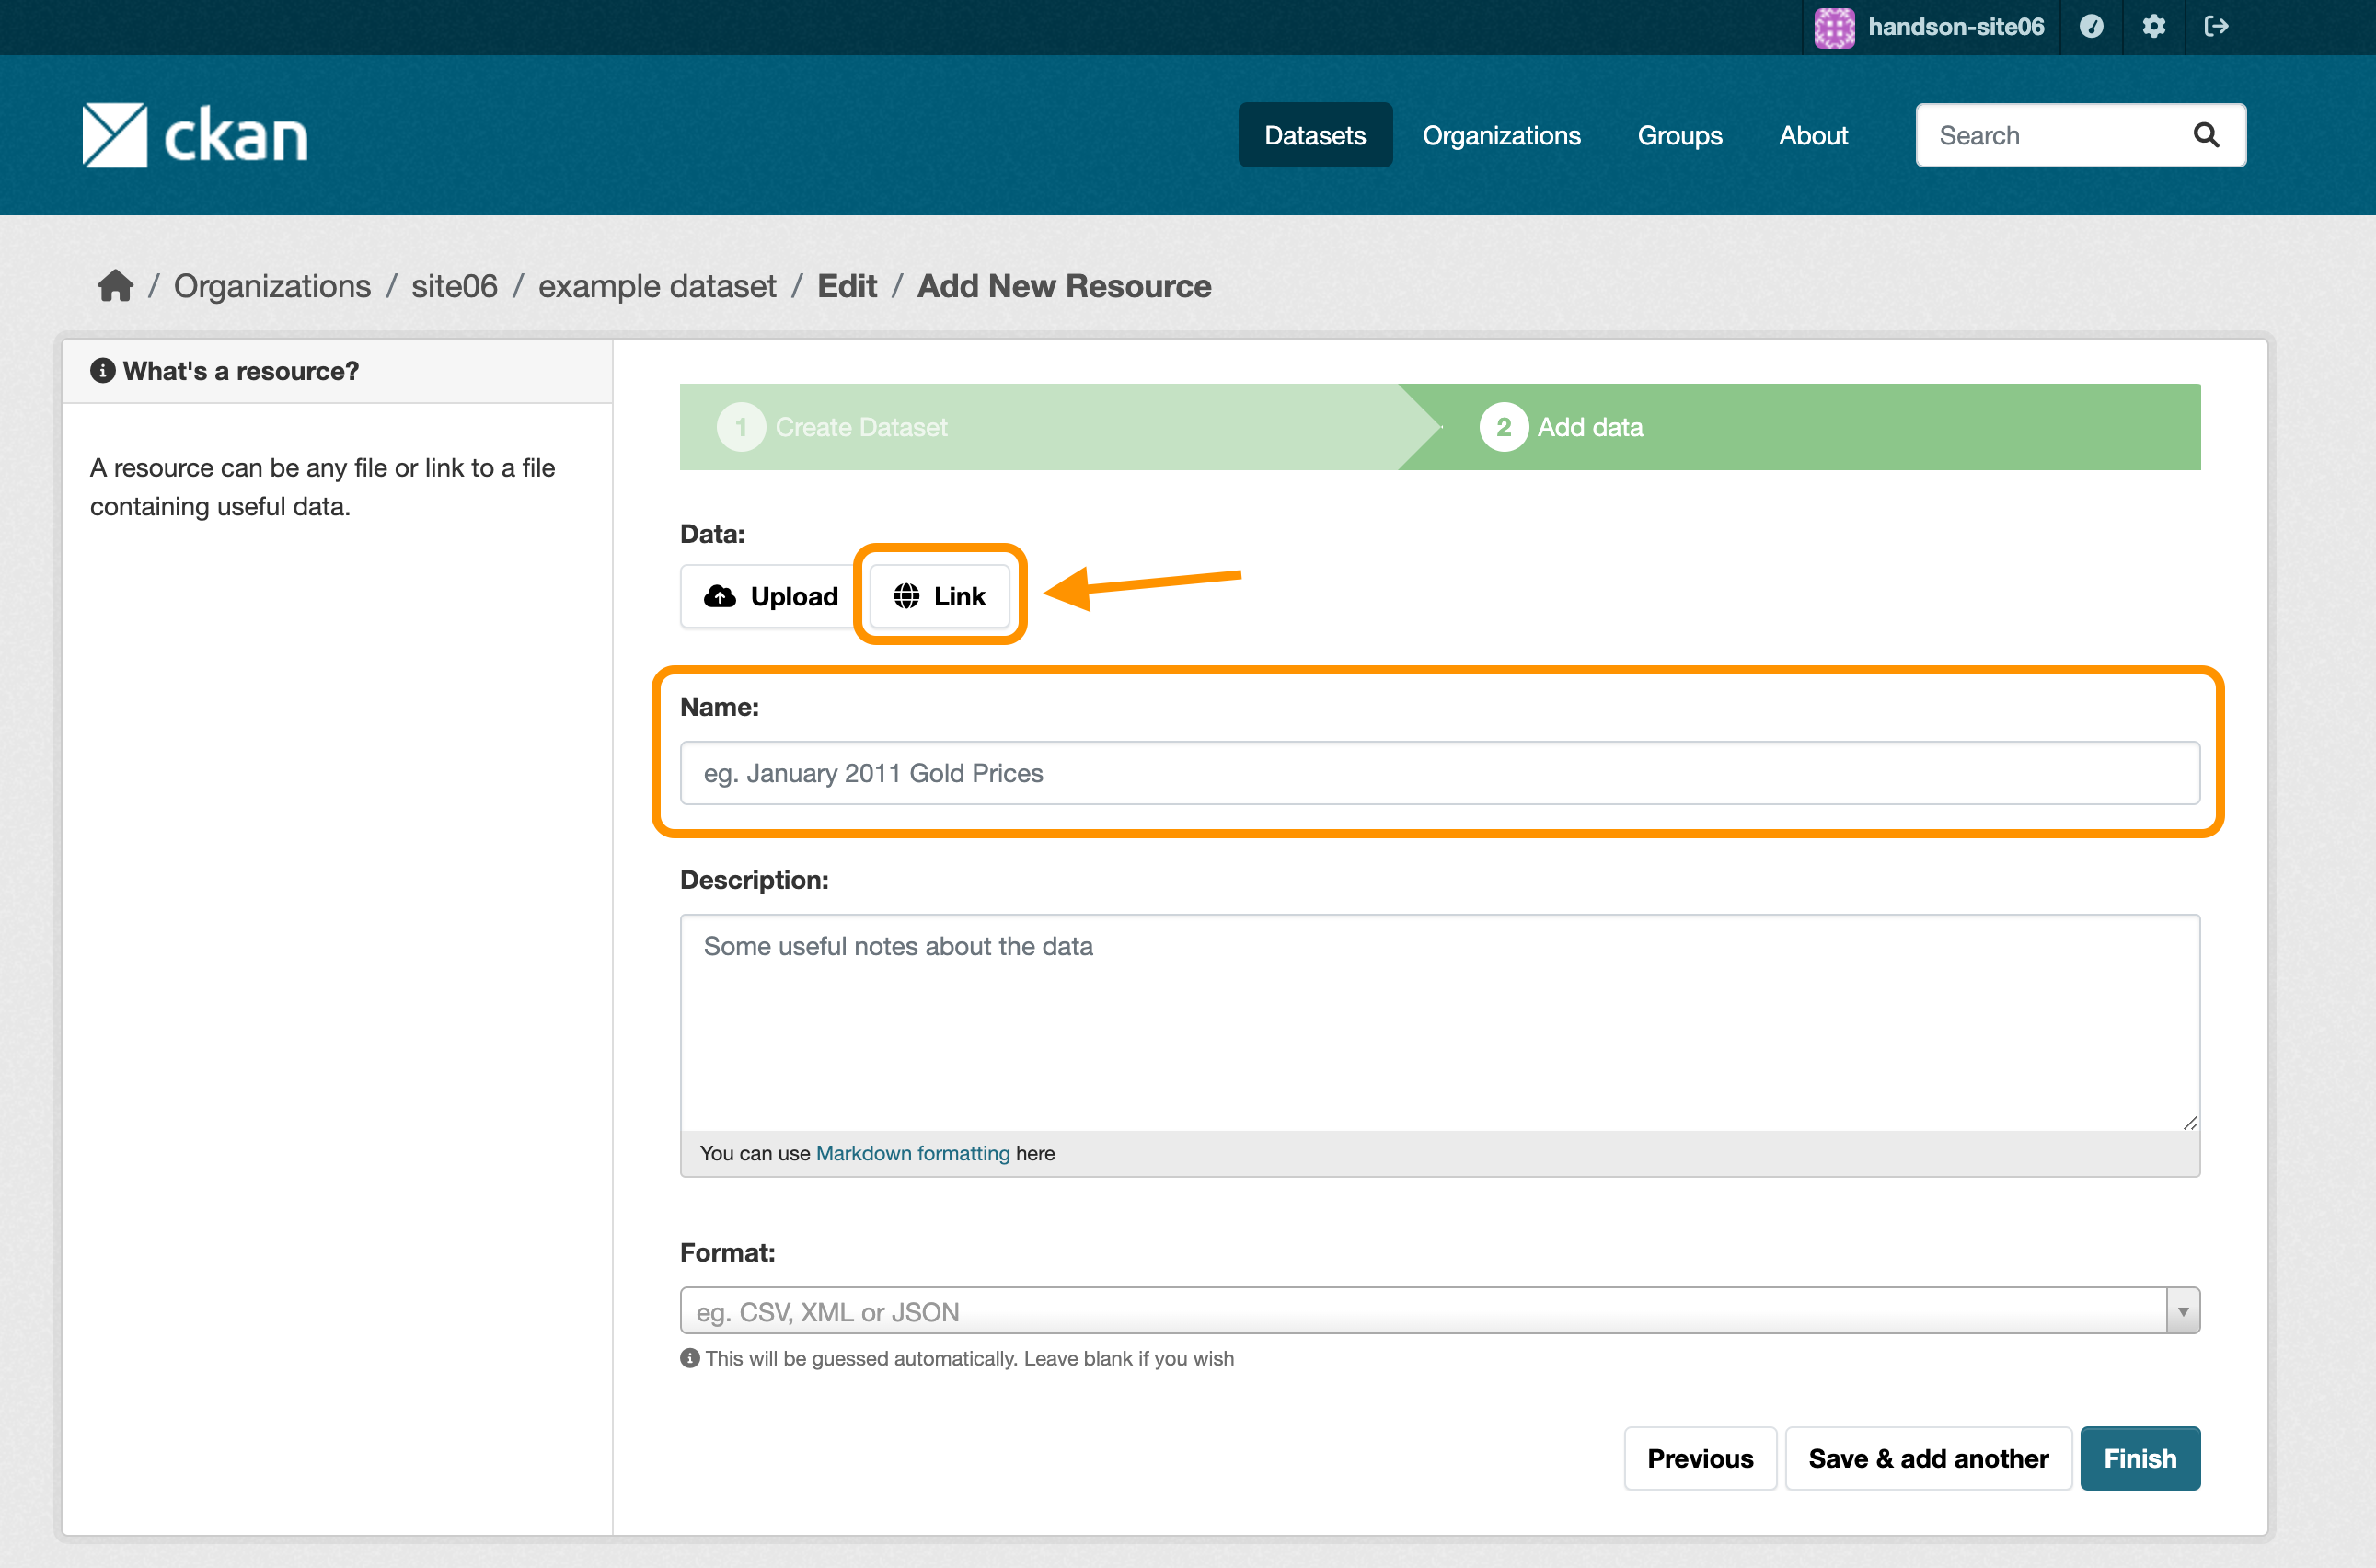 handson-site06
ckan
Datasets
Organizations
Groups
About
Search
/ Organizations / site06 / example dataset / Edit / Add New Resource
What's a resource?
A resource can be any file or link to a file
containing useful data.
1 Create Dataset
2 Add data
Data:
Upload
Link
Name:
eg. January 2011 Gold Prices
Description:
Some useful notes about the data
You can use Markdown formatting here
Format:
eg. CSV, XML or JSON
This will be guessed automatically. Leave blank if you wish
Previous
Save & add another
Finish